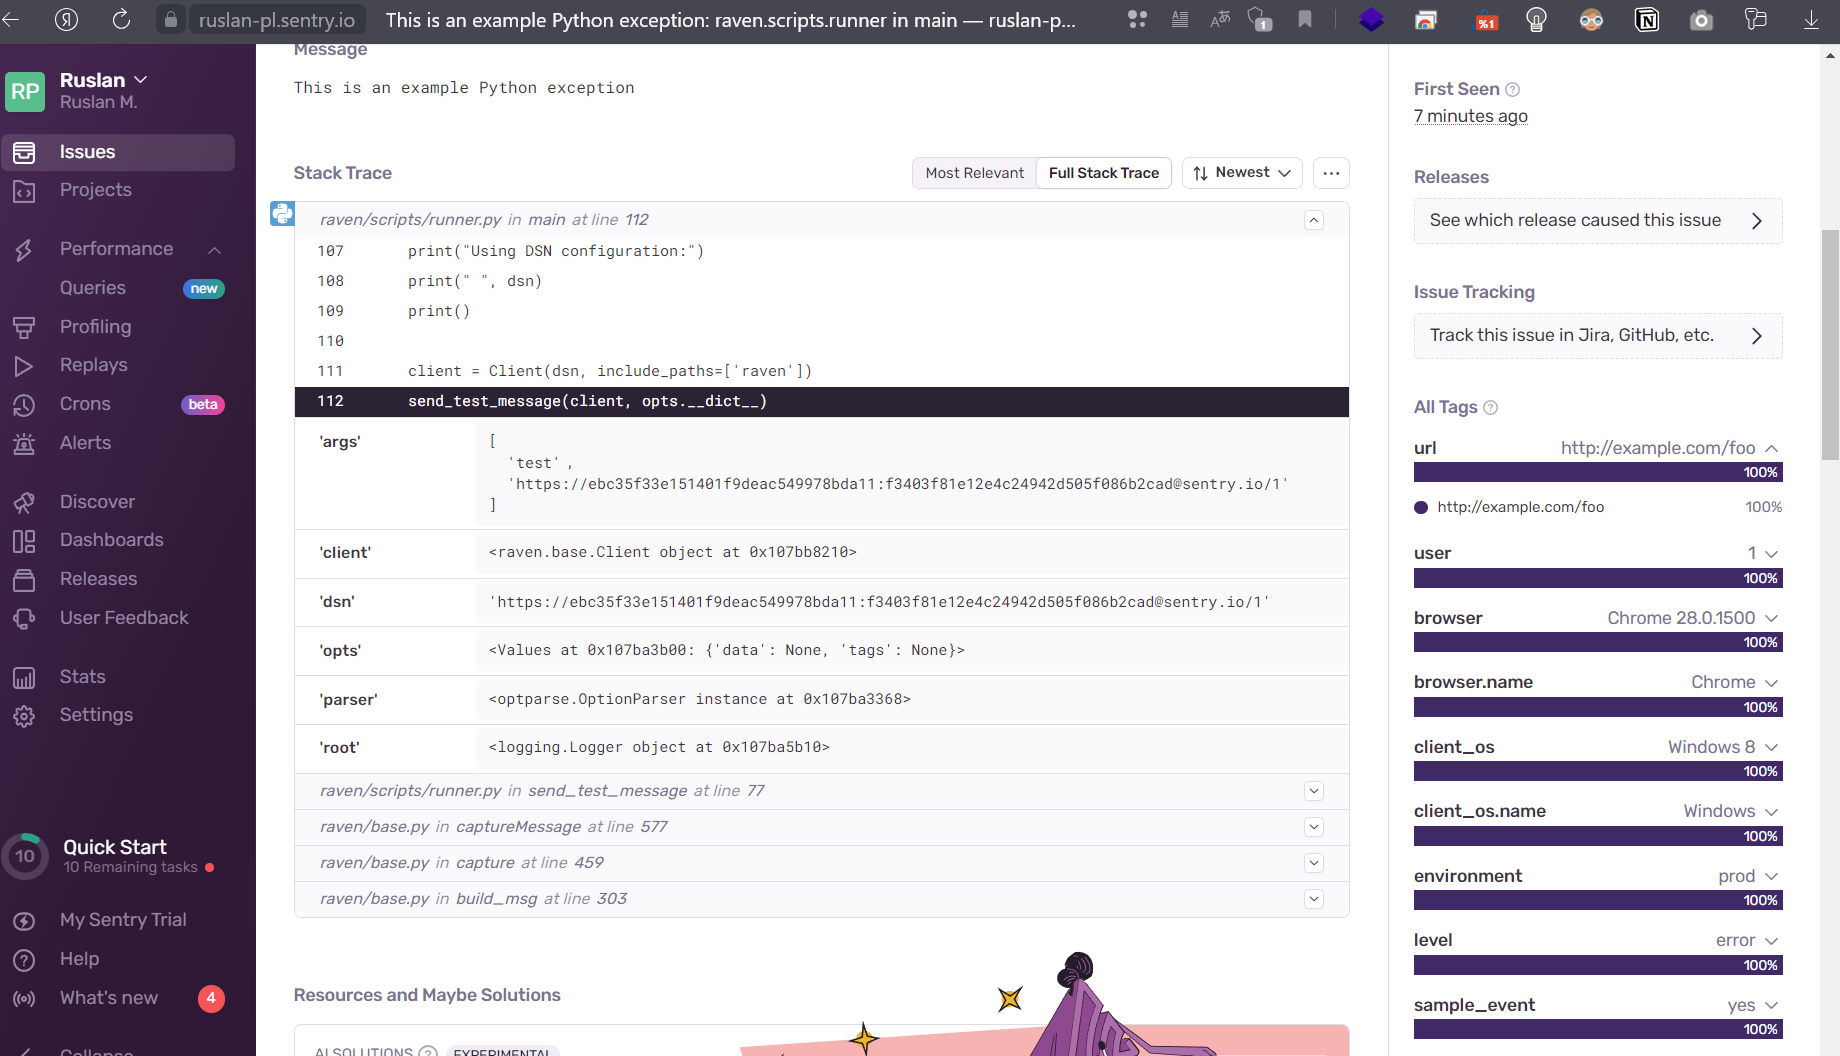 ruslan-pl.sentry.io This is an example Python exception: raven.scripts.runner in main — ruslan-p...
1
%1
RP
Ruslan
Ruslan M.
Issues
Projects
Performance
Queries new
Profiling
Replays
Crons beta
Alerts
Discover
Dashboards
Releases
User Feedback
Stats
Settings
10
Quick Start
10 Remaining tasks
My Sentry Trial
Help
What's new 4
Collapse
Message
This is an example Python exception
Stack Trace Most Relevant Full Stack Trace Newest
raven/scripts/runner.py in main at line 112
107 print("Using DSN configuration:")
108 print(" ", dsn)
109 print()
110
111 client = Client(dsn, include_paths=['raven'])
112 send_test_message(client, opts.__dict__)
'args' [
'test' ,
'https://ebc35f33e151401f9deac549978bda11:f3403f81e12e4c24942d505f086b2cad@sentry.io/1'
]
'client' <raven.base.Client object at 0x107bb8210>
'dsn' 'https://ebc35f33e151401f9deac549978bda11:f3403f81e12e4c24942d505f086b2cad@sentry.io/1'
'opts' <Values at 0x107ba3b00: {'data': None, 'tags': None}>
'parser' <optparse.OptionParser instance at 0x107ba3368>
'root' <logging.Logger object at 0x107ba5b10>
raven/scripts/runner.py in send_test_message at line 77
raven/base.py in captureMessage at line 577
raven/base.py in capture at line 459
raven/base.py in build_msg at line 303
Resources and Maybe Solutions
AI SOLUTIONS EXPERIMENTAL
First Seen
7 minutes ago
Releases
See which release caused this issue
Issue Tracking
Track this issue in Jira, GitHub, etc.
All Tags
url http://example.com/foo
100%
http://example.com/foo 100%
user 1
100%
browser Chrome 28.0.1500
100%
browser.name Chrome
100%
client_os Windows 8
100%
client_os.name Windows
100%
environment prod
100%
level error
100%
sample_event yes
100%